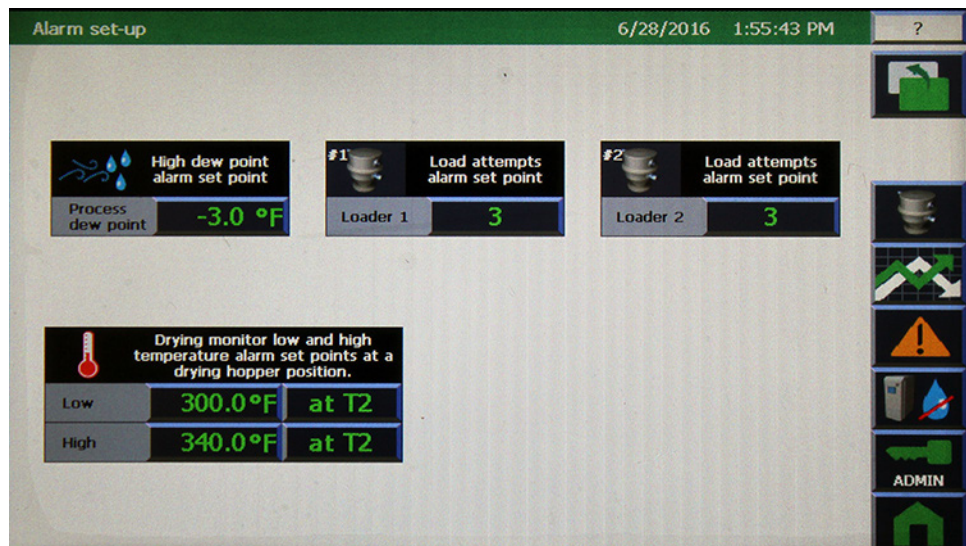 Alarm set-up 6/28/2016 1:55:43 PM ?
High dew point
alarm set point
Process
dew point
-3.0 °F
#1
Load attempts
alarm set point
Loader 1 3
#2
Load attempts
alarm set point
Loader 2 3
Drying monitor low and high
temperature alarm set points at a
drying hopper position.
Low 300.0°F at T2
High 340.0°F at T2
ADMIN